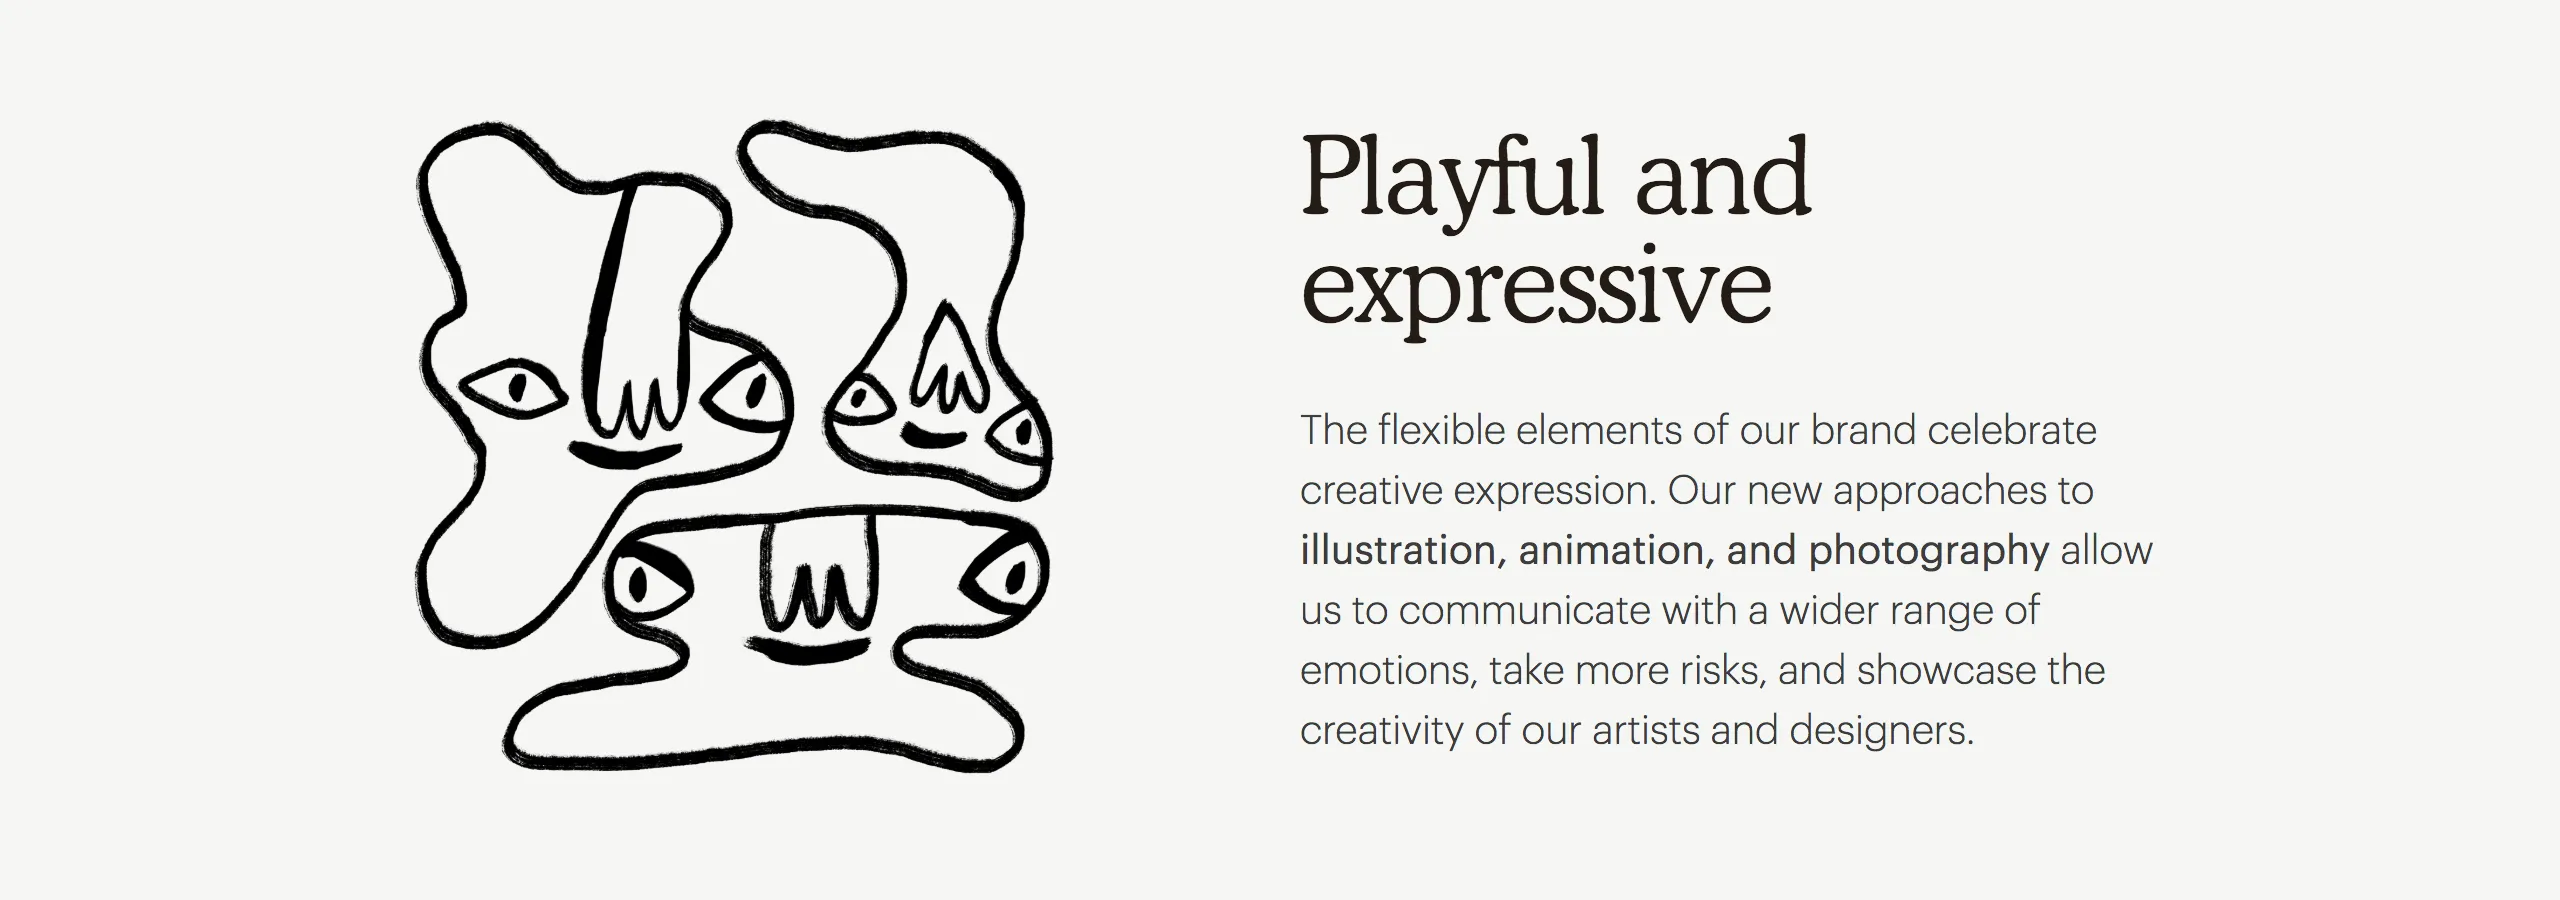 Playful and
expressive
The flexible elements of our brand celebrate
creative expression. Our new approaches to
illustration, animation, and photography allow
us to communicate with a wider range of
emotions, take more risks, and showcase the
creativity of our artists and designers.